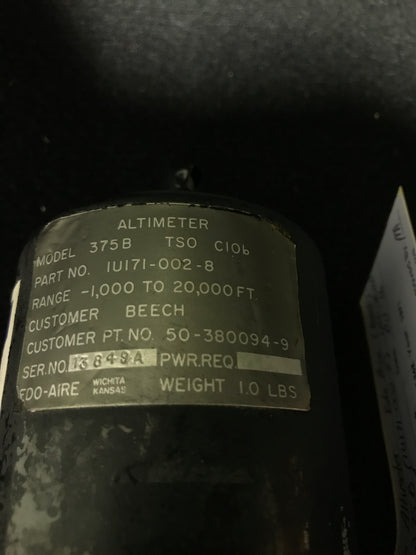 ALTIMETER
MODEL 375B TSO C10b
PART NO. 1U171-002-8
RANGE -1,000 TO 20,000 FT.
CUSTOMER BEECH
CUSTOMER PT. NO. 50-380094-9
SER. NO. 13849A PWR. REQ.
EDO-AIRE WICHITA KANSAS WEIGHT 1.0 LBS